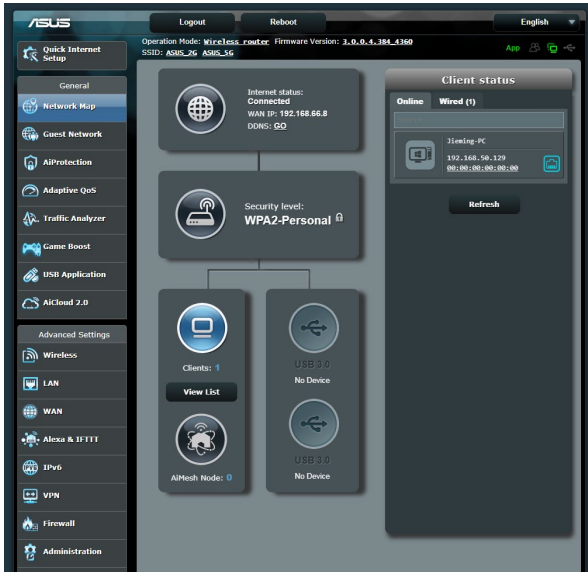 ASUS
Logout
Reboot
English
Quick Internet
Setup
Operation Mode: Wireless router Firmware Version: 3.0.0.4.384_4360
SSID: ASUS_2G ASUS_5G
App
General
Network Map
Guest Network
AiProtection
Adaptive QoS
Traffic Analyzer
Game Boost
USB Application
AiCloud 2.0
Advanced Settings
Wireless
LAN
WAN
Alexa & IFTTT
IPv6
VPN
Firewall
Administration
Internet status:
Connected
WAN IP: 192.168.66.8
DDNS: GO
Security level:
WPA2-Personal
Clients: 1
View List
AiMesh Node: 0
USB 3.0
No Device
USB 3.0
No Device
Client status
Online
Wired (1)
Jieming-PC
192.168.50.129
00:00:00:00:00:00
Refresh